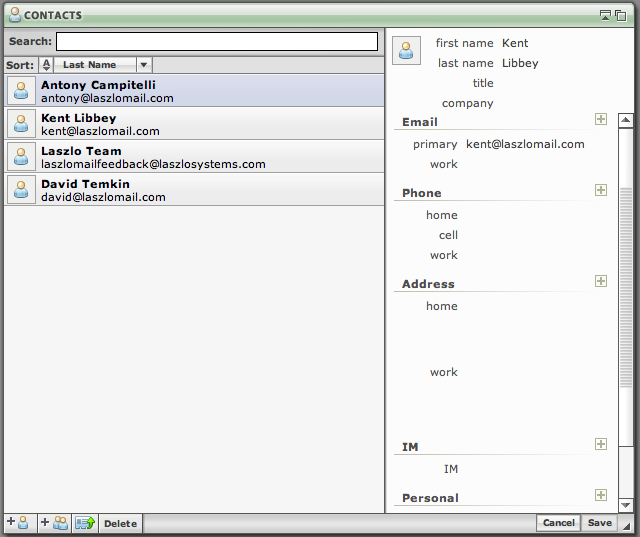 CONTACTS
Search:
Sort: A Last Name
Antony Campitelli
antony@laszlomail.com
Kent Libbey
kent@laszlomail.com
Laszlo Team
laszlomailfeedback@laszlosystems.com
David Temkin
david@laszlomail.com
Delete
first name Kent
last name Libbey
title
company
Email
primary kent@laszlomail.com
work
Phone
home
cell
work
Address
home
work
IM
IM
Personal
Cancel Save